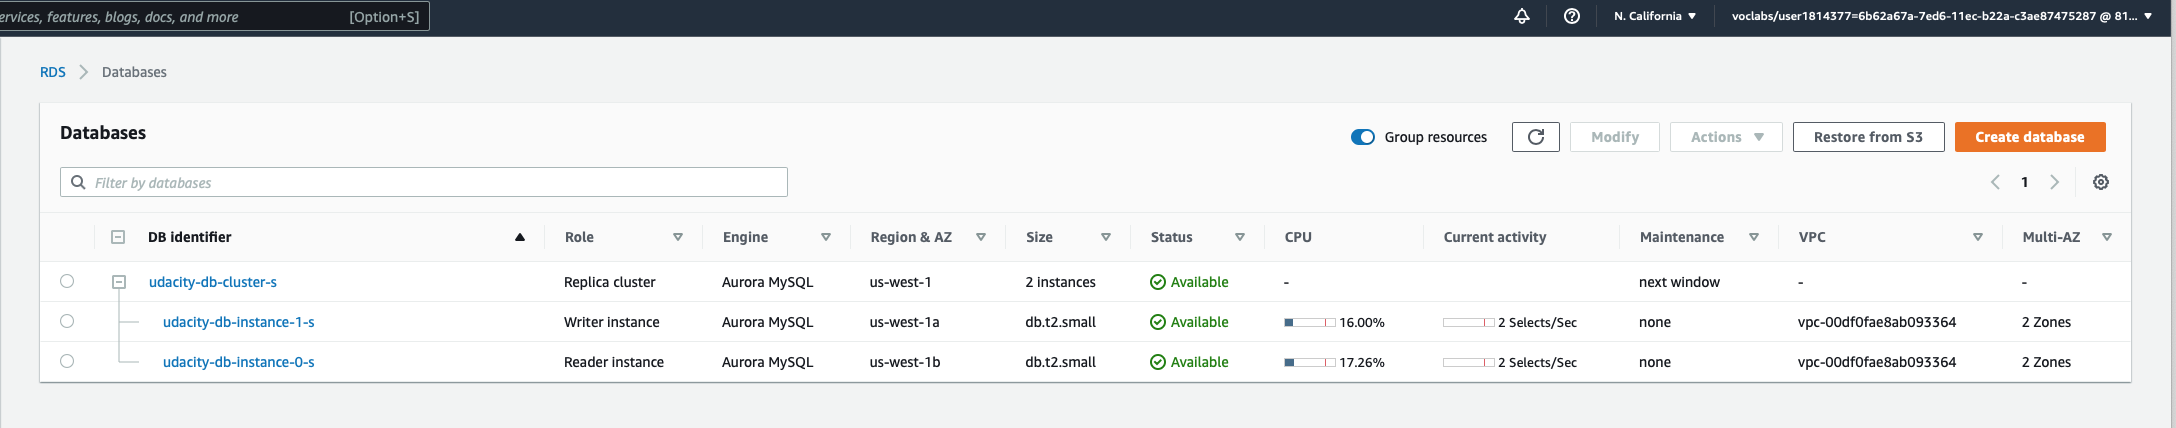 ervices, features, blogs, docs, and more [Option+S] N. California voclabs/user1814377=6b62a67a-7ed6-11ec-b22a-c3ae87475287 @ 81...
RDS Databases
Databases Group resources Modify Actions Restore from S3 Create database
Filter by databases 1
DB identifier Role Engine Region & AZ Size Status CPU Current activity Maintenance VPC Multi-AZ
udacity-db-cluster-s Replica cluster Aurora MySQL us-west-1 2 instances Available - next window - -
udacity-db-instance-1-s Writer instance Aurora MySQL us-west-1a db.t2.small Available 16.00% 2 Selects/Sec none vpc-00df0fae8ab093364 2 Zones
udacity-db-instance-0-s Reader instance Aurora MySQL us-west-1b db.t2.small Available 17.26% 2 Selects/Sec none vpc-00df0fae8ab093364 2 Zones